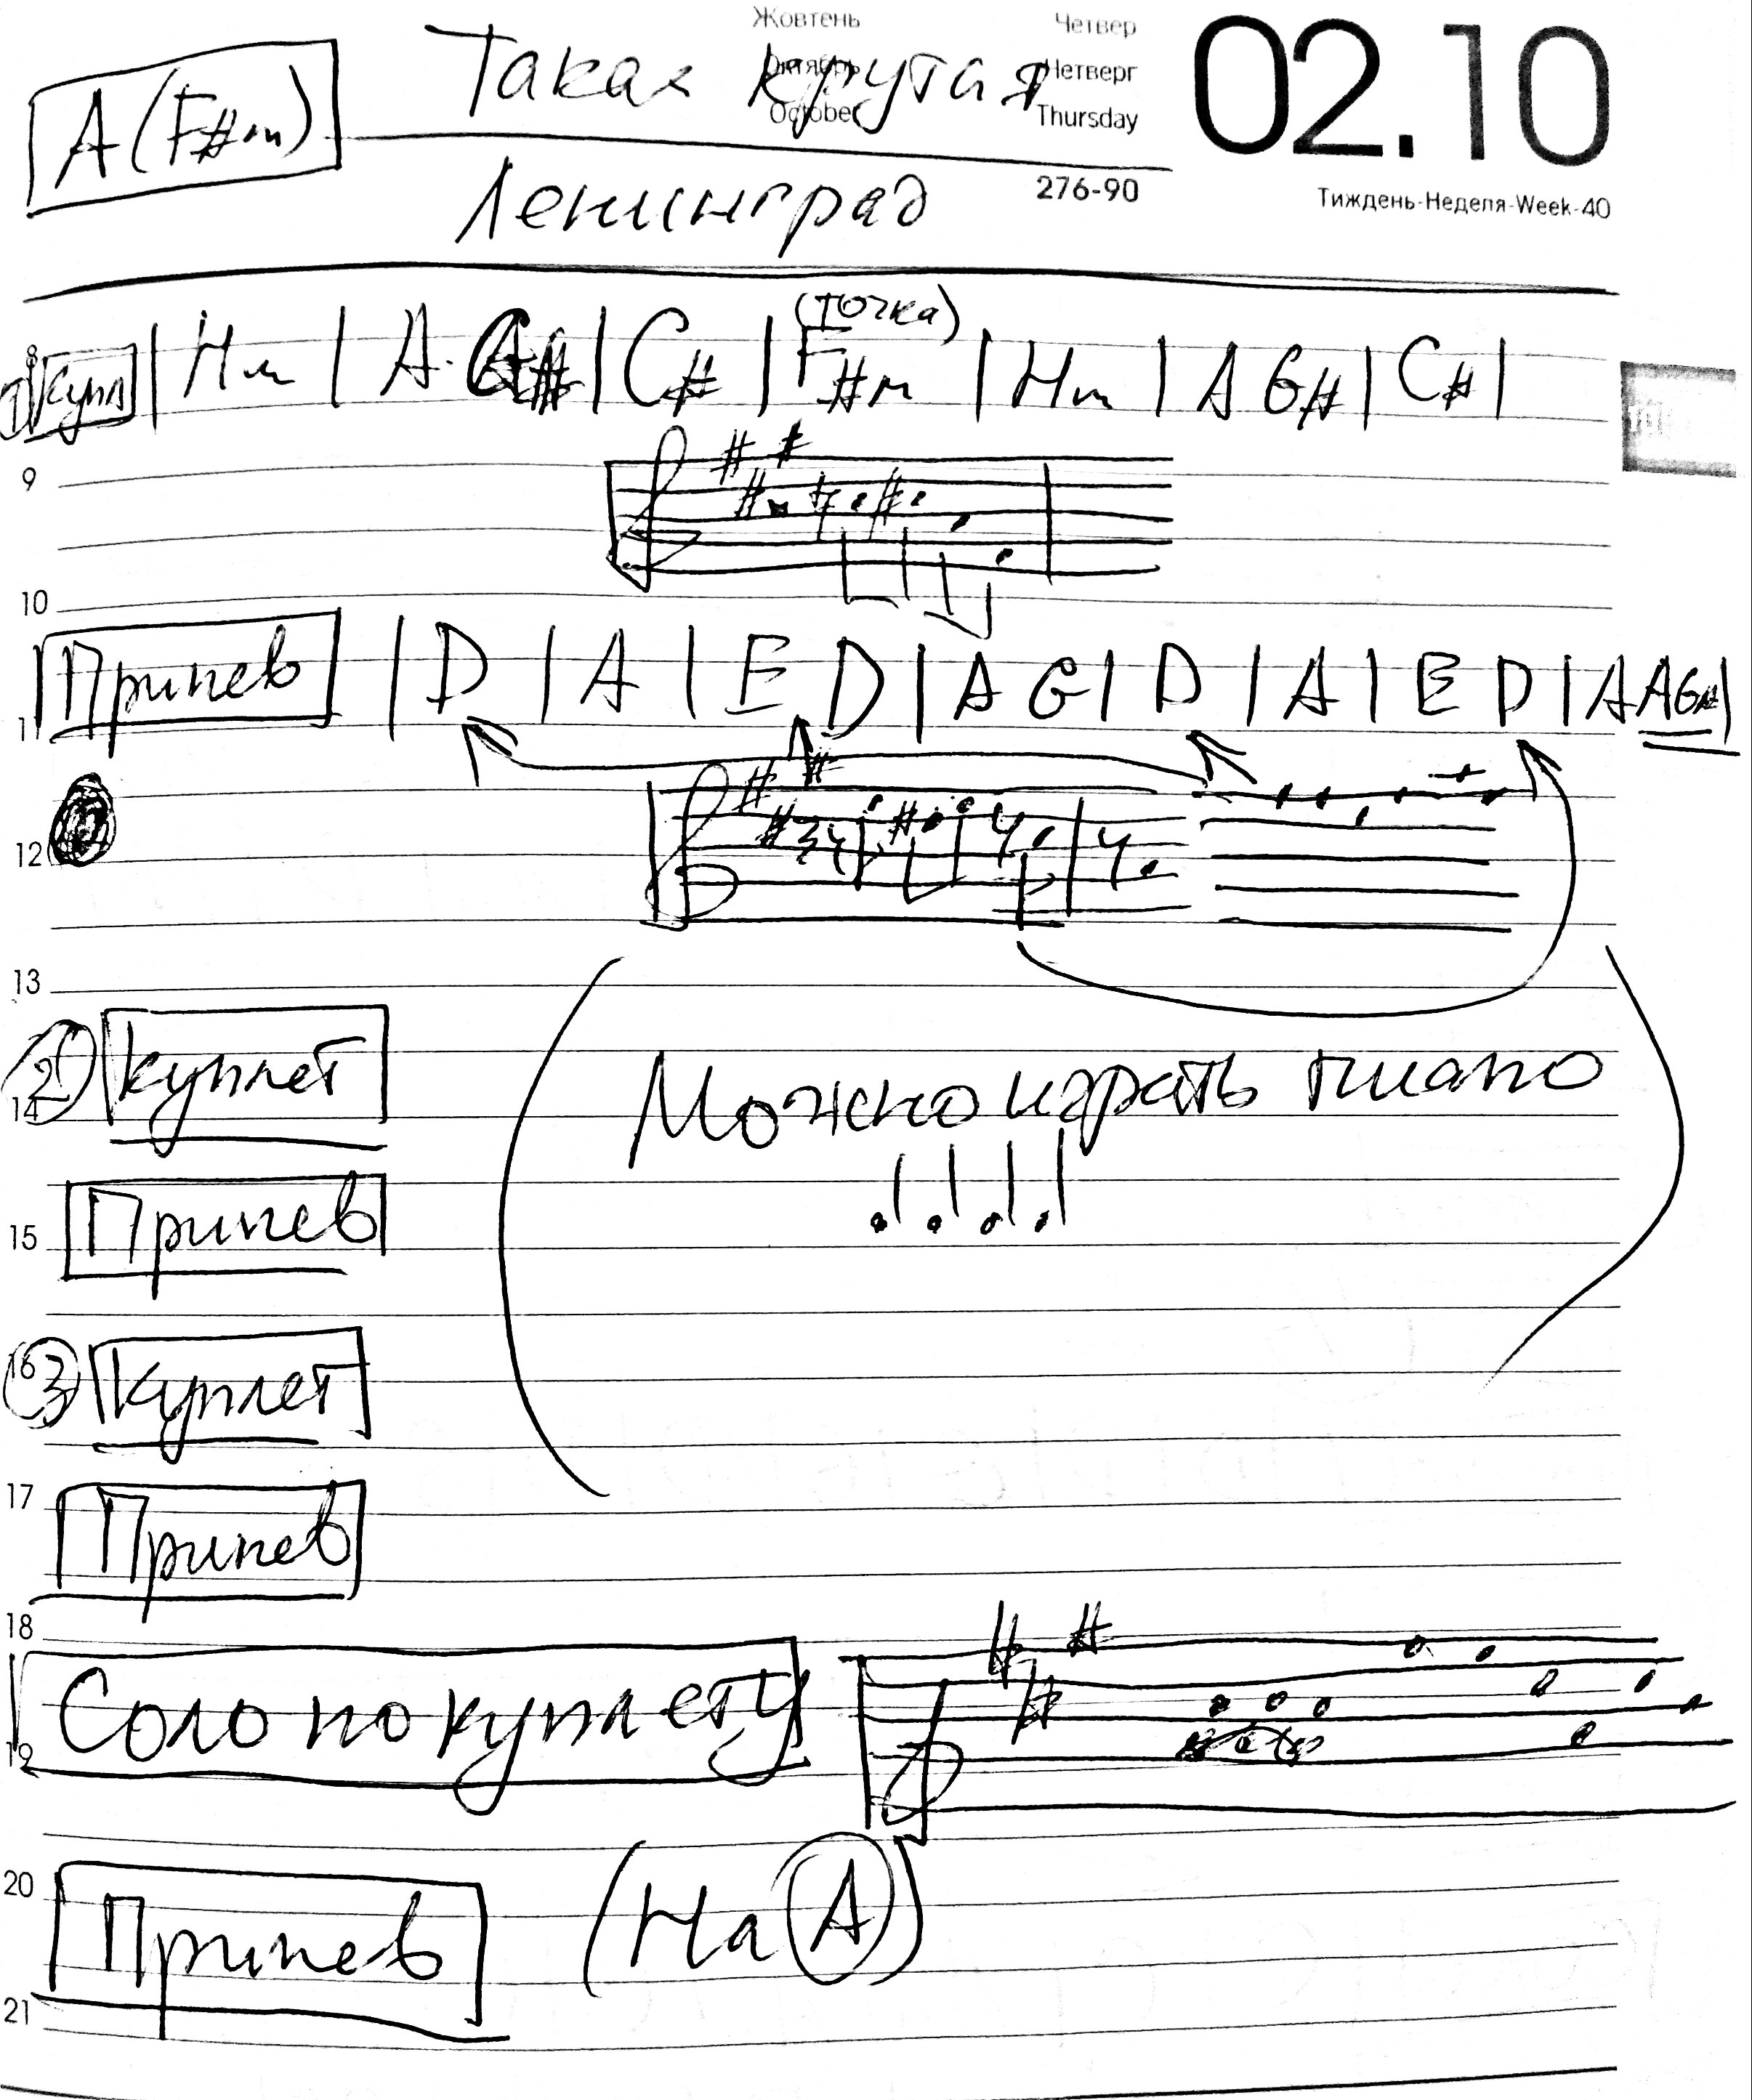 Жовтень Четвер
Октябрь Четверг
October Thursday
02.10
276-90
Тиждень-Неделя-Week-40
A (F#m) Такая крутая
Ленинград
(точка)
8
1 Купл | Hm | A G# | C# | F#m | Hm | A G# | C# |
9
10
Припев | D | A | E D | A G | D | A | E D | A AG# |
11
12
13
2 Куплет
14
Можно играть пиано
Припев
15
16
3 Куплет
17
Припев
18
Соло по куплету
19
20
Припев (На A)
21